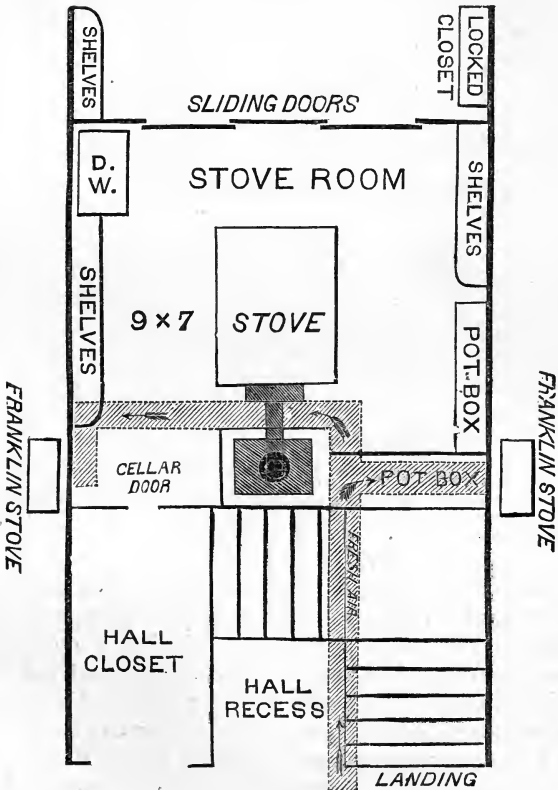 SHELVES
LOCKED
CLOSET
SLIDING DOORS
D.
W.
STOVE ROOM
SHELVES
SHELVES
9 × 7
STOVE
POT BOX
FRANKLIN STOVE
FRANKLIN STOVE
CELLAR
DOOR
POT BOX
FRESH AIR
HALL
CLOSET
HALL
RECESS
LANDING